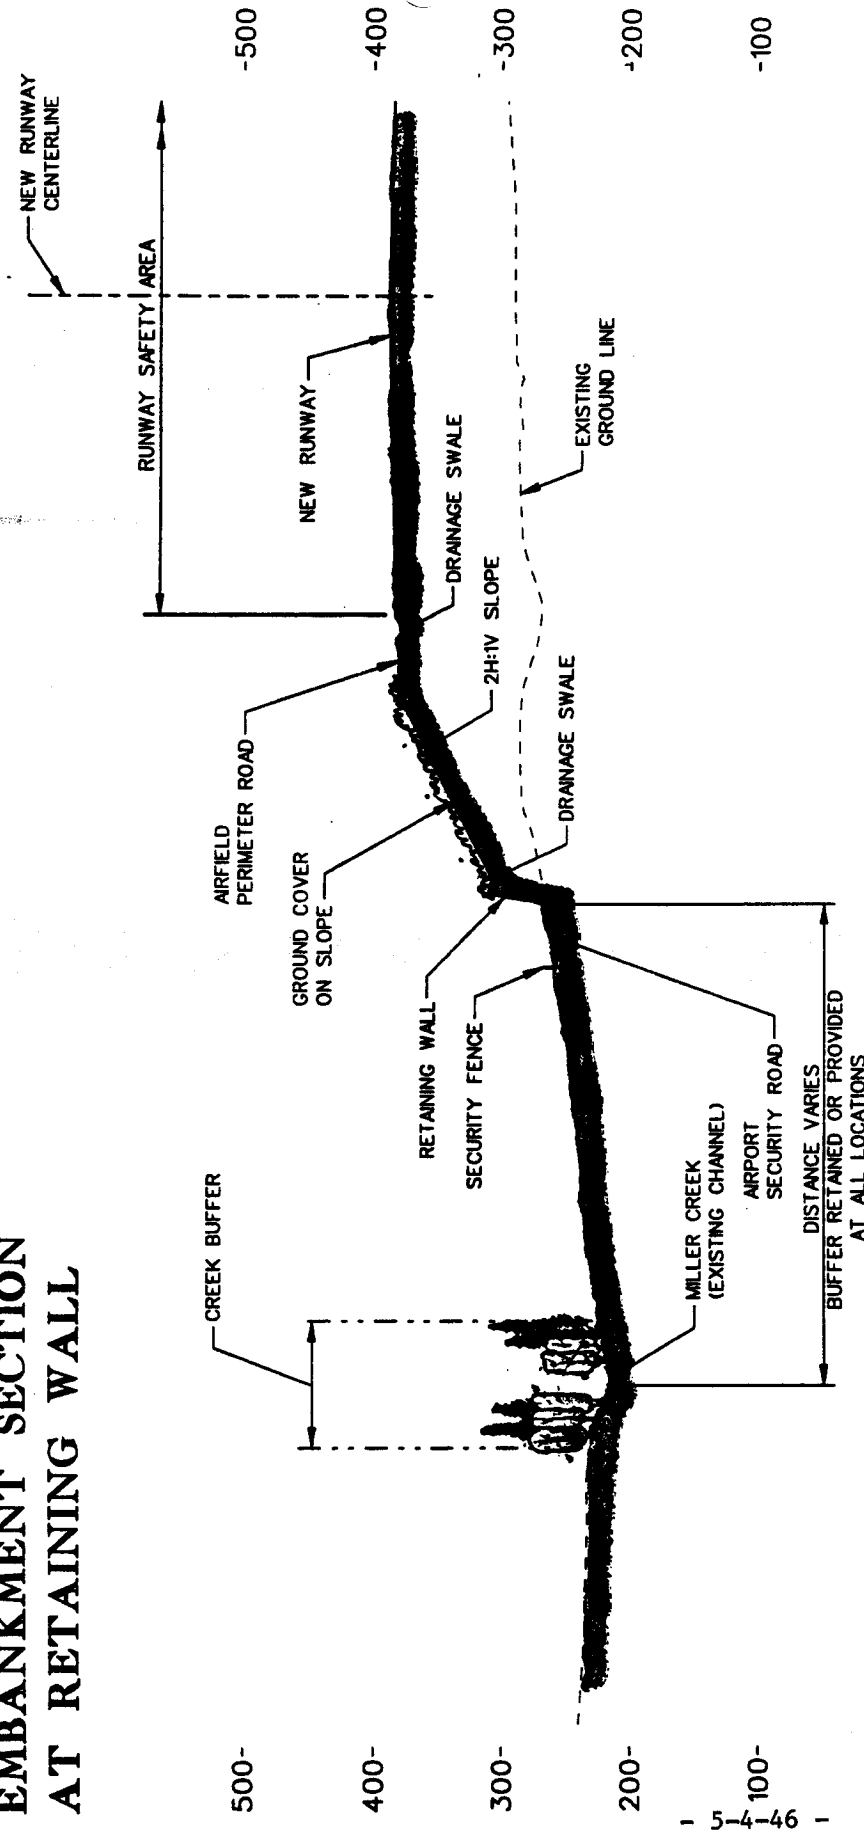 EMBANKMENT SECTION
AT RETAINING WALL
NEW RUNWAY
CENTERLINE
RUNWAY SAFETY AREA
CREEK BUFFER
AIRFIELD
PERIMETER ROAD
NEW RUNWAY
GROUND COVER
ON SLOPE
DRAINAGE SWALE
2H:1V SLOPE
RETAINING WALL
SECURITY FENCE
DRAINAGE SWALE
EXISTING
GROUND LINE
MILLER CREEK
(EXISTING CHANNEL)
AIRPORT
SECURITY ROAD
DISTANCE VARIES
BUFFER RETAINED OR PROVIDED
AT ALL LOCATIONS
500-
400-
300-
200-
100-
-500
-400
-300
-200
-100
- 5-4-46 -